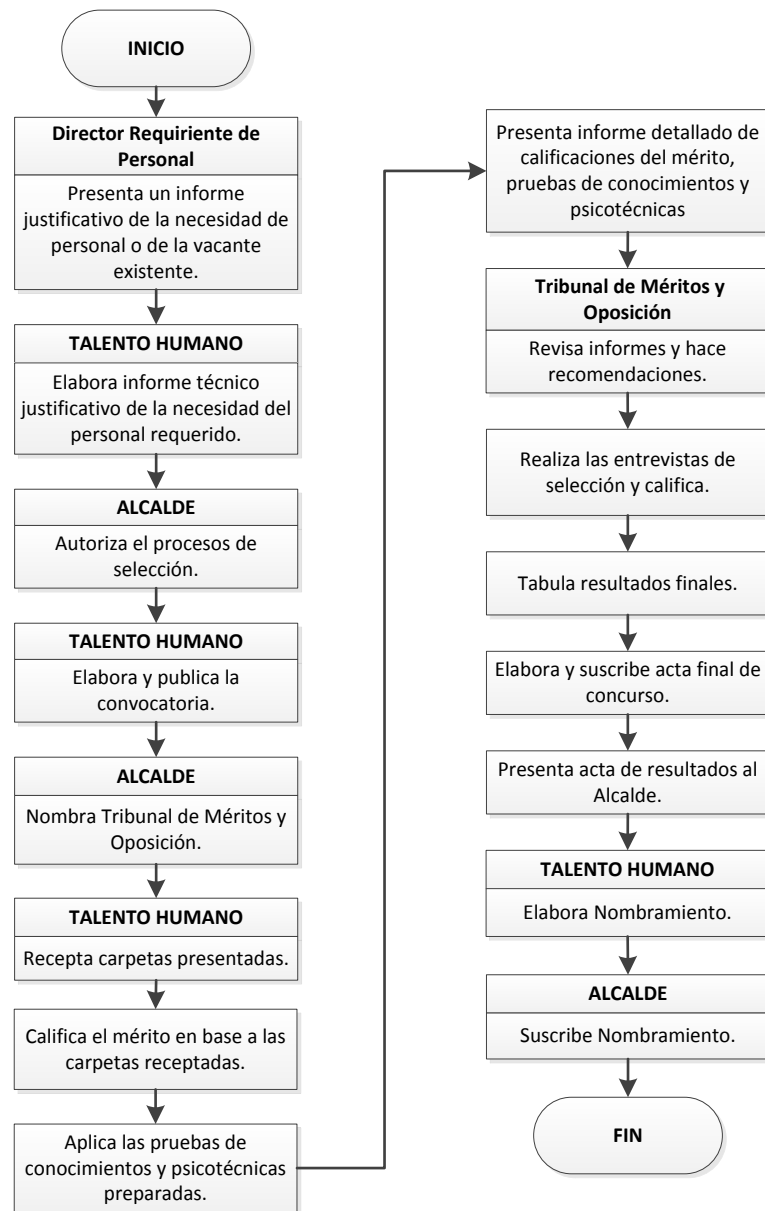 INICIO
Director Requiriente de
Personal
Presenta un informe
justificativo de la necesidad de
personal o de la vacante
existente.
TALENTO HUMANO
Elabora informe técnico
justificativo de la necesidad del
personal requerido.
ALCALDE
Autoriza el procesos de
selección.
TALENTO HUMANO
Elabora y publica la
convocatoria.
ALCALDE
Nombra Tribunal de Méritos y
Oposición.
TALENTO HUMANO
Recepta carpetas presentadas.
Califica el mérito en base a las
carpetas receptadas.
Aplica las pruebas de
conocimientos y psicotécnicas
preparadas.
Presenta informe detallado de
calificaciones del mérito,
pruebas de conocimientos y
psicotécnicas
Tribunal de Méritos y
Oposición
Revisa informes y hace
recomendaciones.
Realiza las entrevistas de
selección y califica.
Tabula resultados finales.
Elabora y suscribe acta final de
concurso.
Presenta acta de resultados al
Alcalde.
TALENTO HUMANO
Elabora Nombramiento.
ALCALDE
Suscribe Nombramiento.
FIN